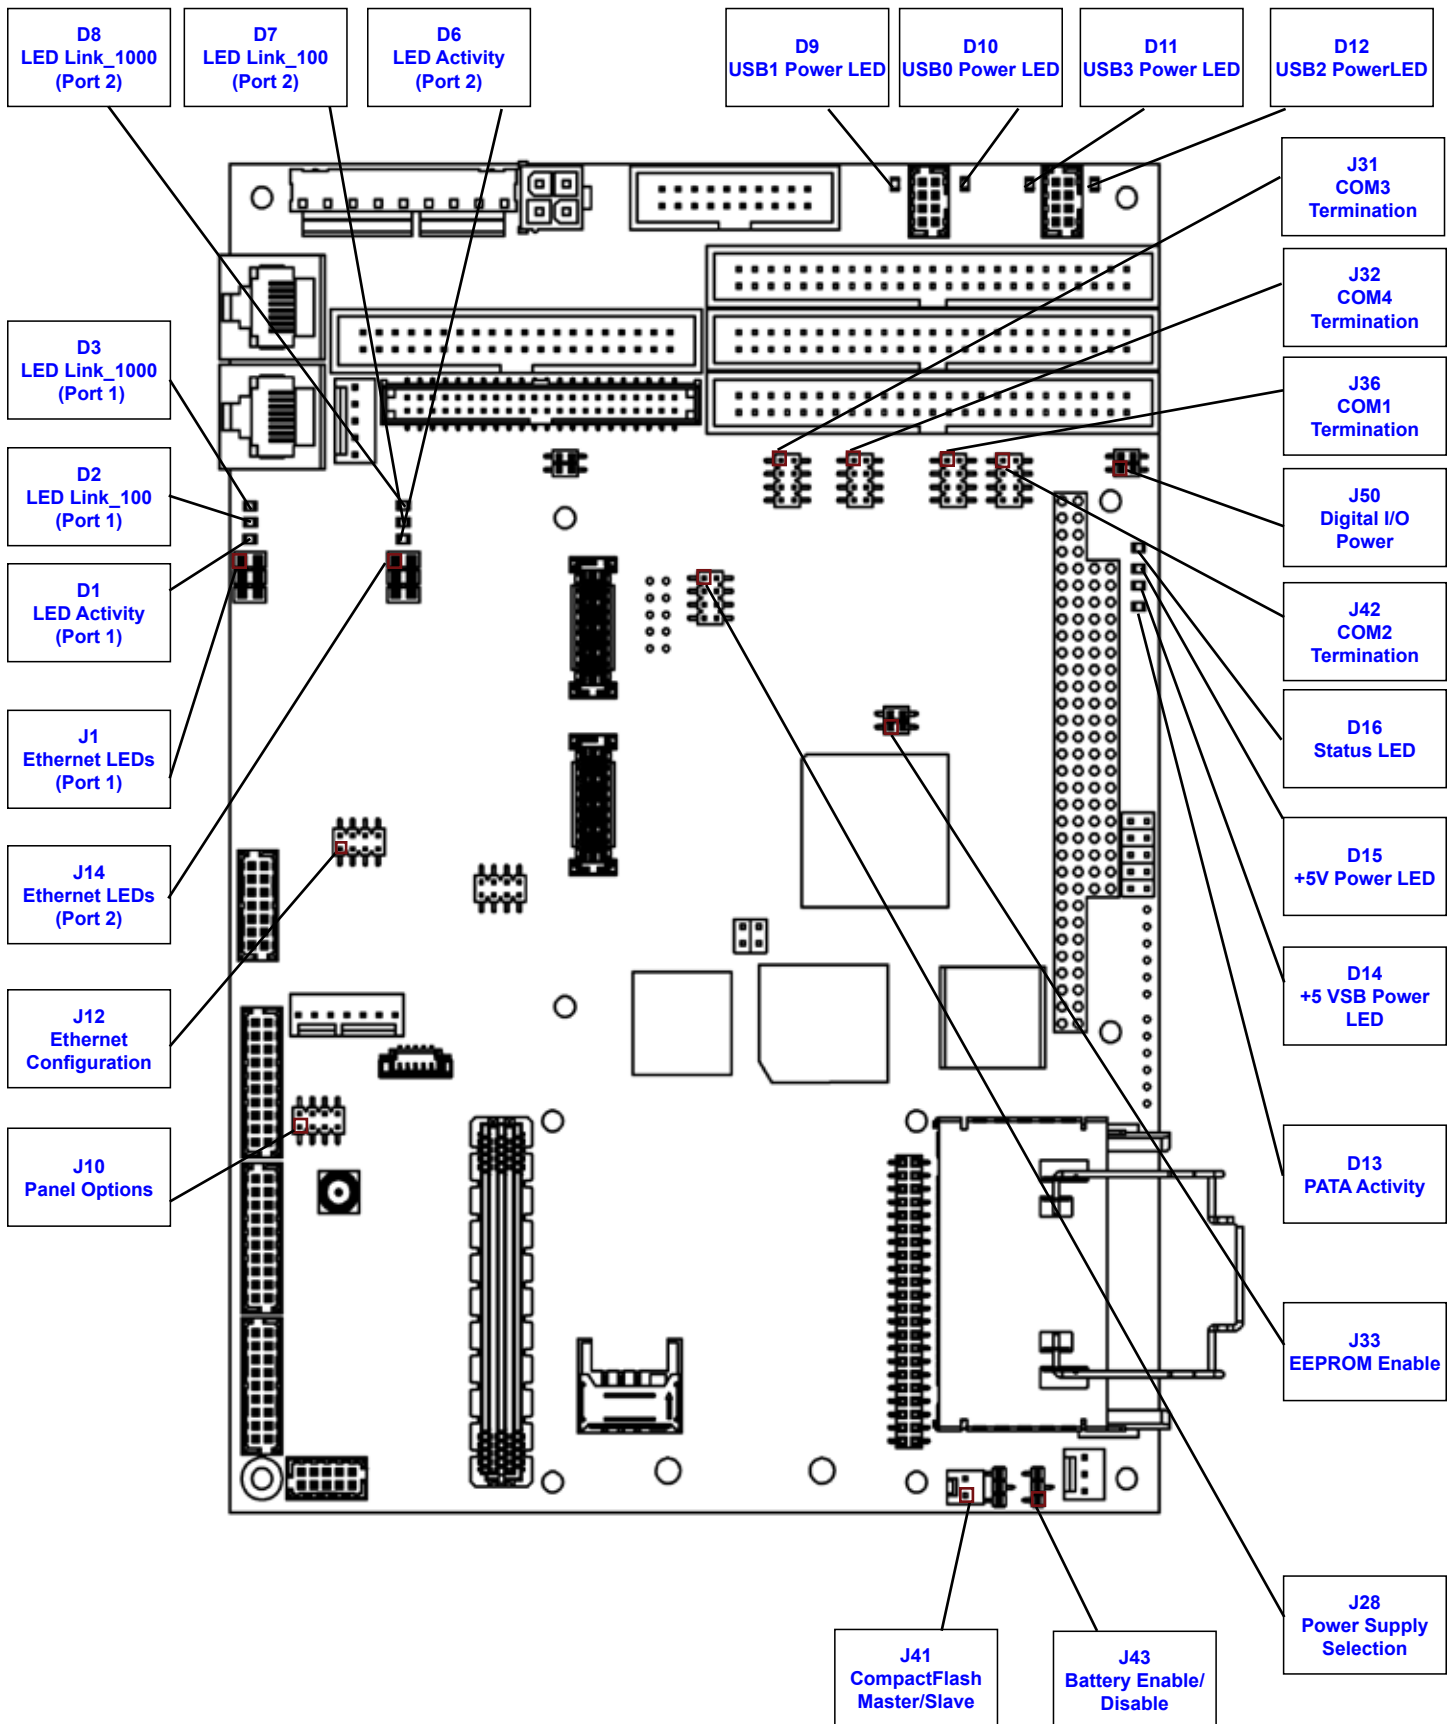 D8
LED Link_1000
(Port 2)
D7
LED Link_100
(Port 2)
D6
LED Activity
(Port 2)
D9
USB1 Power LED
D10
USB0 Power LED
D11
USB3 Power LED
D12
USB2 PowerLED
J31
COM3
Termination
J32
COM4
Termination
J36
COM1
Termination
J50
Digital I/O
Power
J42
COM2
Termination
D16
Status LED
D15
+5V Power LED
D14
+5 VSB Power
LED
D13
PATA Activity
J33
EEPROM Enable
J28
Power Supply
Selection
D3
LED Link_1000
(Port 1)
D2
LED Link_100
(Port 1)
D1
LED Activity
(Port 1)
J1
Ethernet LEDs
(Port 1)
J14
Ethernet LEDs
(Port 2)
J12
Ethernet
Configuration
J10
Panel Options
J41
CompactFlash
Master/Slave
J43
Battery Enable/
Disable